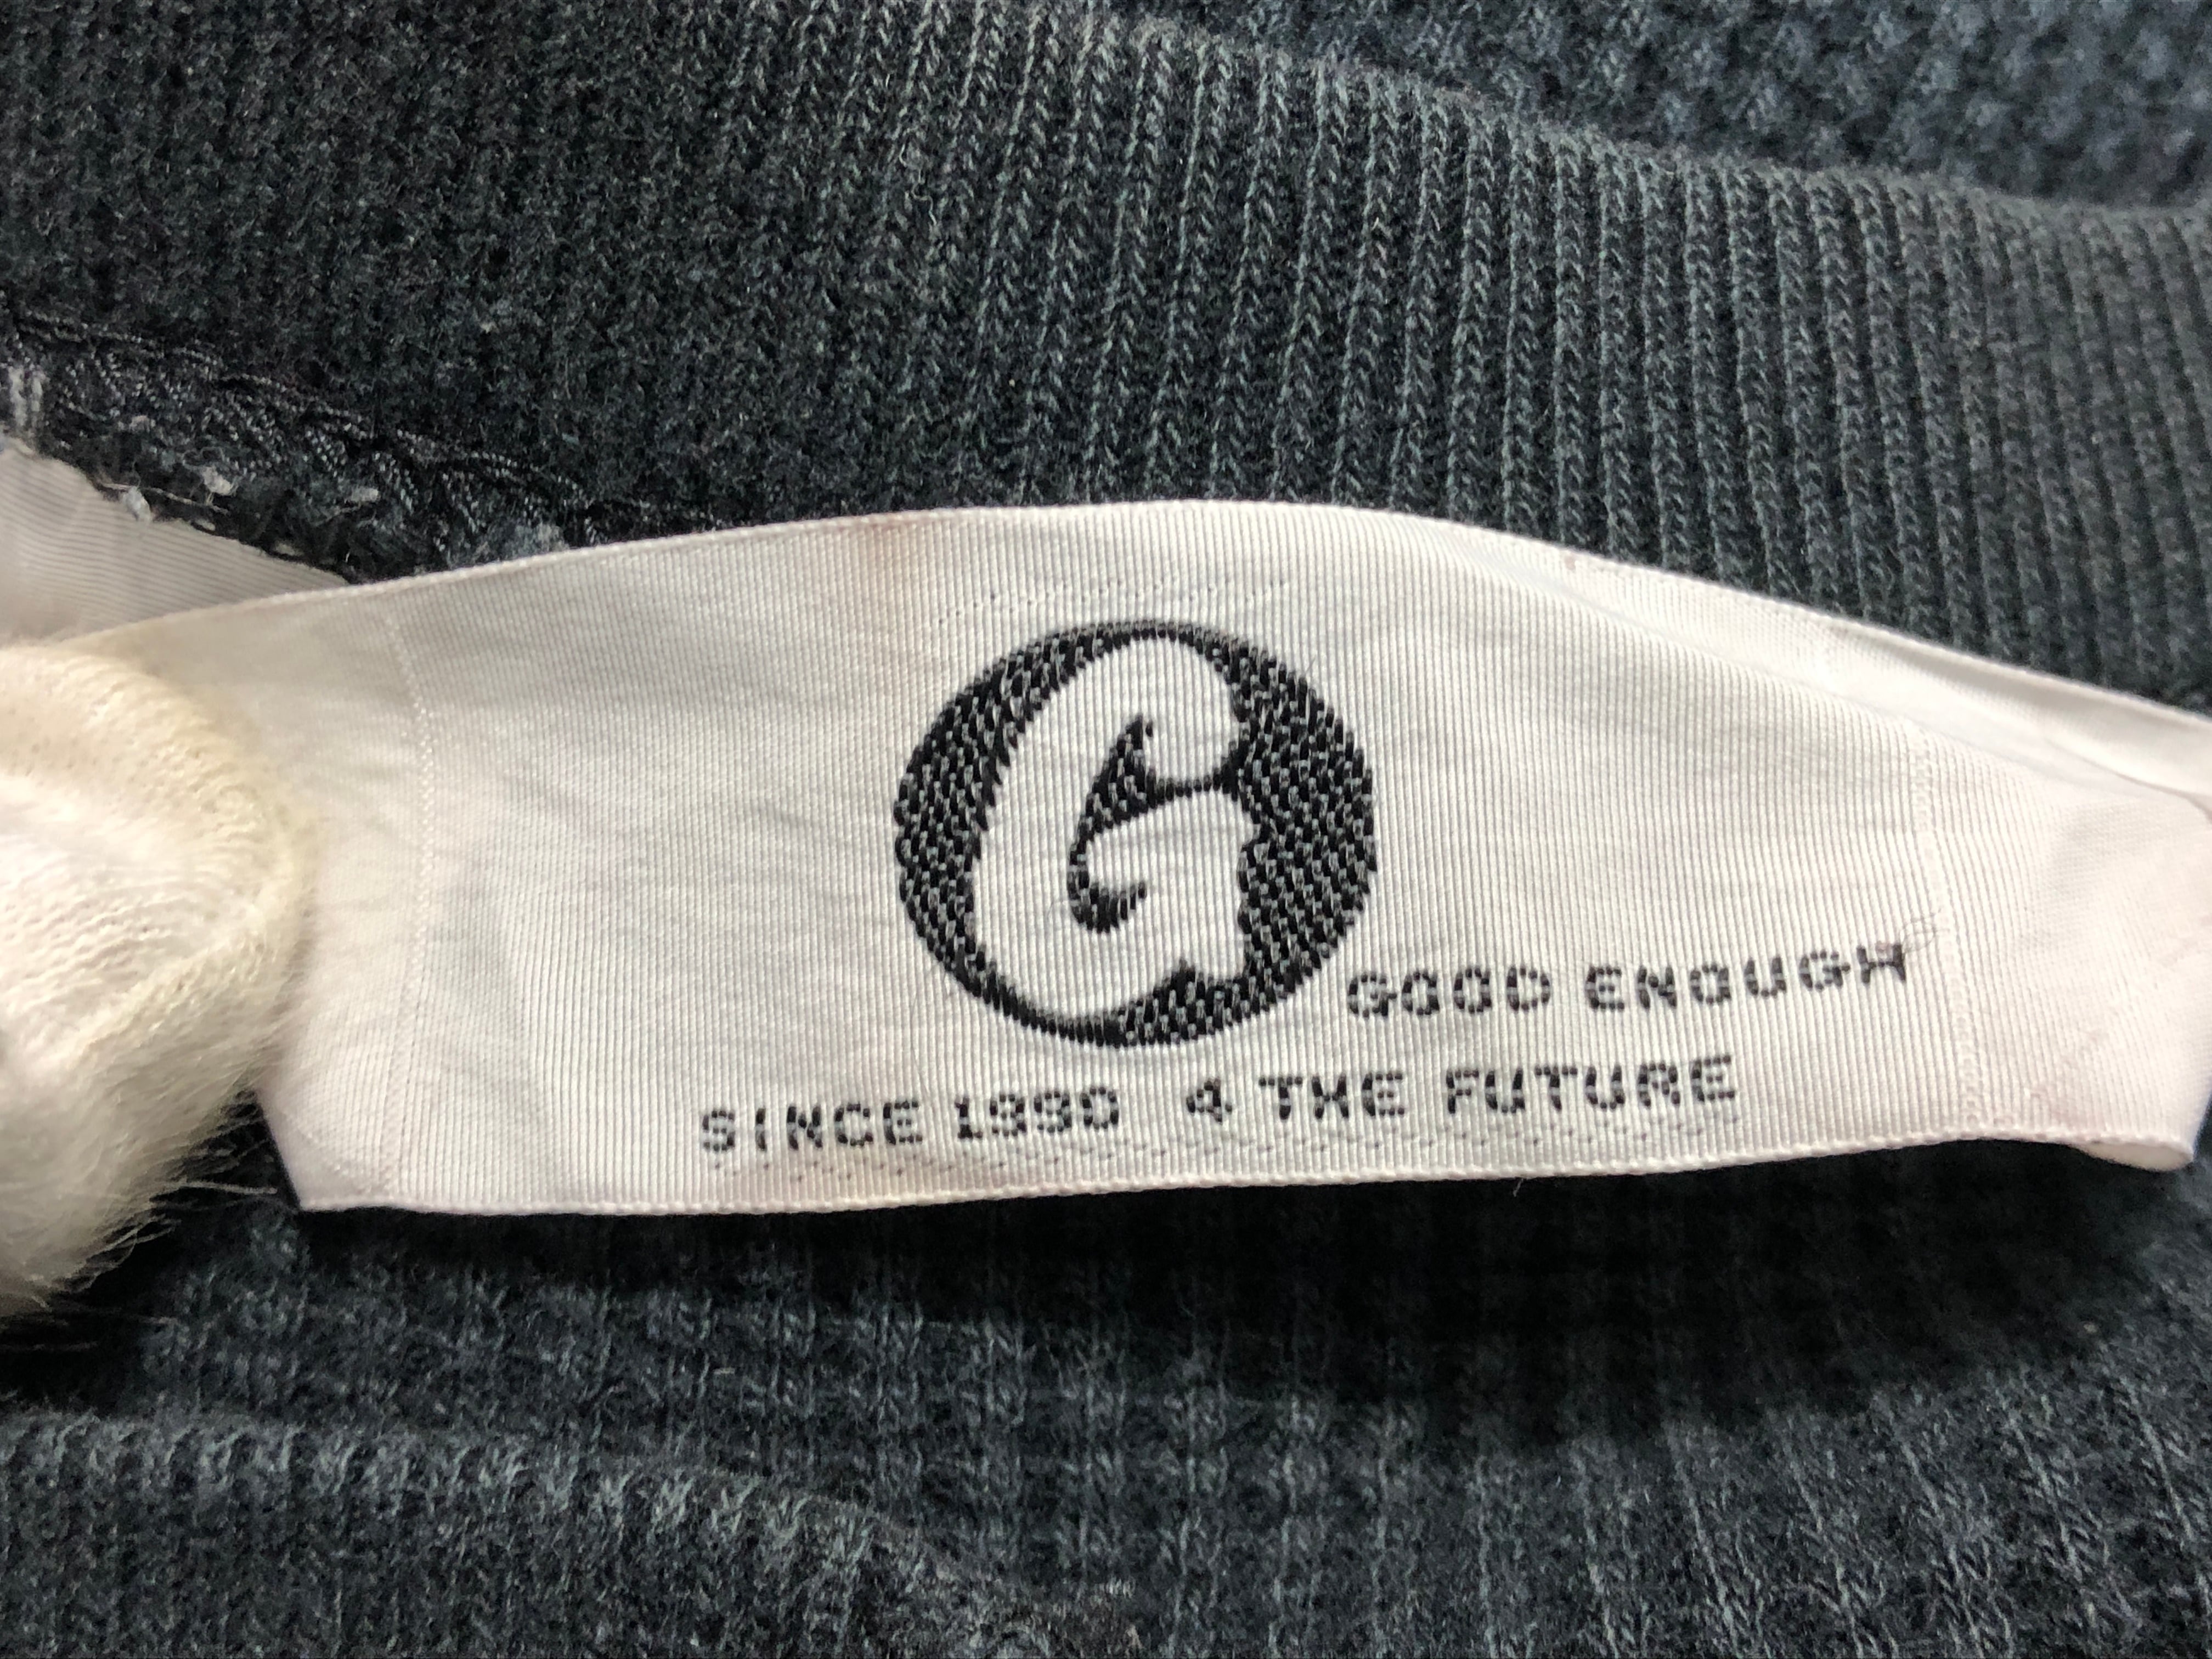 G
GOOD ENOUGH
SINCE 1990 4 THE FUTURE